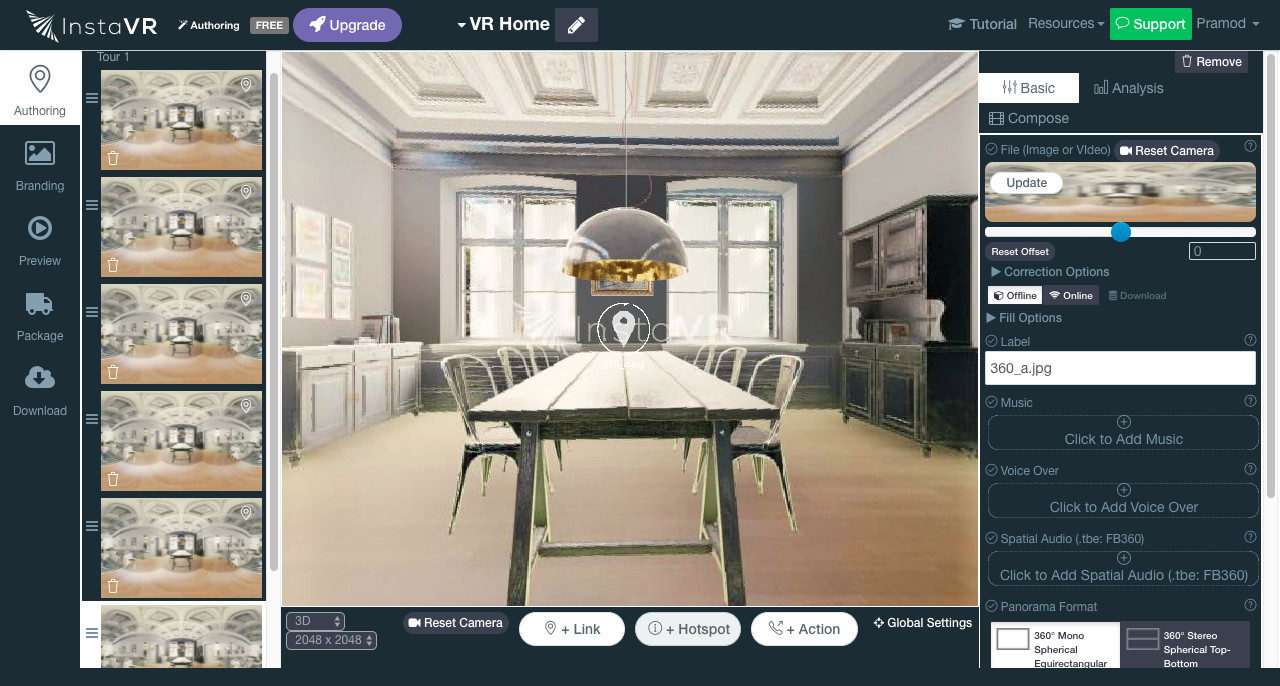 InstaVR
Authoring
FREE
Upgrade
VR Home
Tutorial
Resources
Support
Pramod
Authoring
Branding
Preview
Package
Download
Tour 1
InstaVR
3D
2048 x 2048
Reset Camera
+ Link
+ Hotspot
+ Action
Global Settings
Remove
Basic
Analysis
Compose
File (Image or VIdeo)
Reset Camera
Update
Reset Offset
0
Correction Options
Offline
Online
Download
Fill Options
Label
360_a.jpg
Music
Click to Add Music
Voice Over
Click to Add Voice Over
Spatial Audio (.tbe: FB360)
Click to Add Spatial Audio (.tbe: FB360)
Panorama Format
360° Mono
Spherical
Equirectangular
360° Stereo
Spherical Top-
Bottom